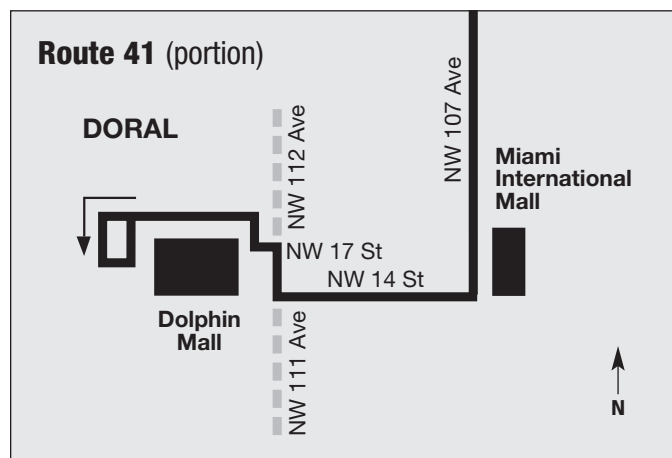 Route 41 (portion)
DORAL
NW 112 Ave
NW 107 Ave
Miami
International
Mall
NW 17 St
NW 14 St
Dolphin
Mall
NW 111 Ave
N